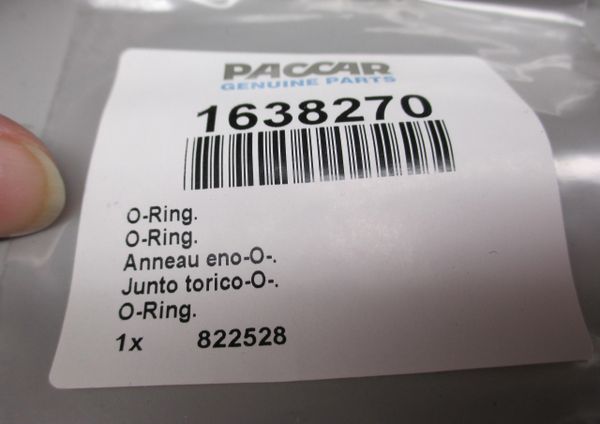 PACCAR
GENUINE PARTS
1638270
O-Ring.
O-Ring.
Anneau eno-O-.
Junto torico-O-.
O-Ring.
1x 822528